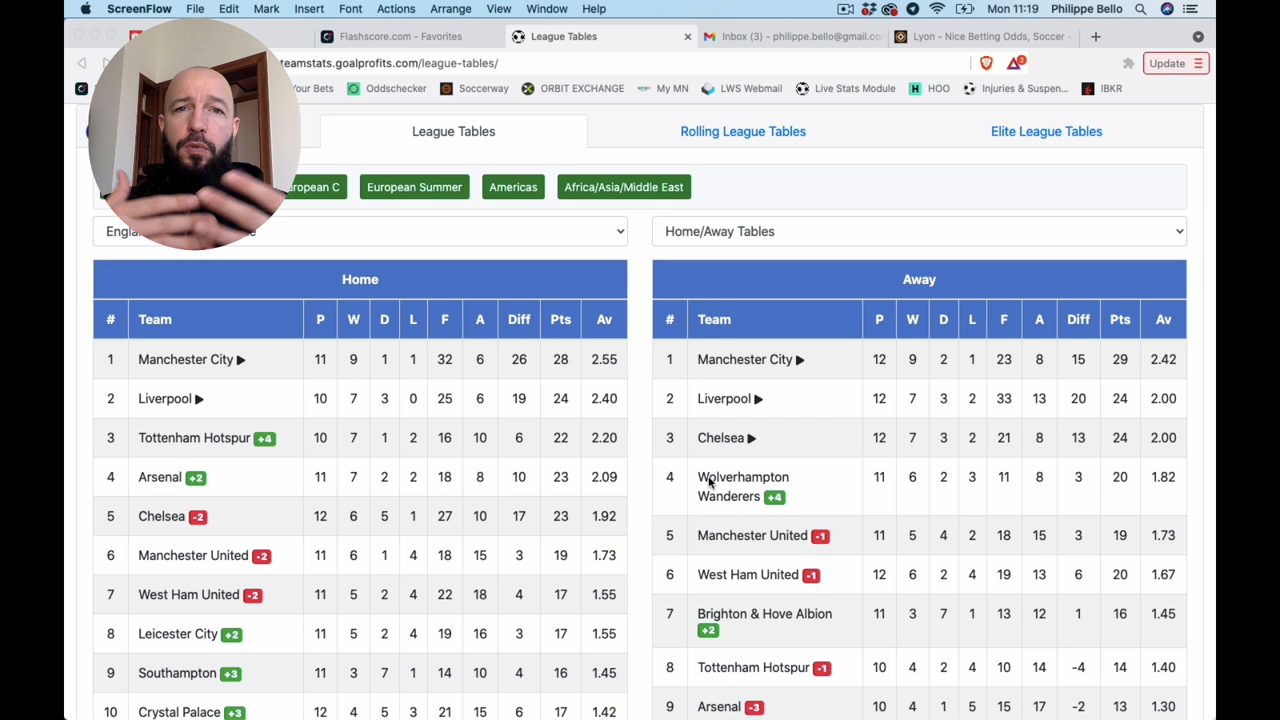 ScreenFlow File Edit Mark Insert Font Actions Arrange View Window Help Mon 11:19 Philippe Bello
Flashscore.com - Favorites League Tables Inbox (3) - philippe.bello@gmail.co Lyon - Nice Betting Odds, Soccer -
teamstats.goalprofits.com/league-tables/ 2 Update
Your Bets Oddschecker Soccerway ORBIT EXCHANGE My MN LWS Webmail Live Stats Module HOO Injuries & Suspen... IBKR
League Tables Rolling League Tables Elite League Tables
European C European Summer Americas Africa/Asia/Middle East
Home/Away Tables
Home Away
# Team P W D L F A Diff Pts Av # Team P W D L F A Diff Pts Av
1 Manchester City ▶ 11 9 1 1 32 6 26 28 2.55 1 Manchester City ▶ 12 9 2 1 23 8 15 29 2.42
2 Liverpool ▶ 10 7 3 0 25 6 19 24 2.40 2 Liverpool ▶ 12 7 3 2 33 13 20 24 2.00
3 Tottenham Hotspur +4 10 7 1 2 16 10 6 22 2.20 3 Chelsea ▶ 12 7 3 2 21 8 13 24 2.00
4 Arsenal +2 11 7 2 2 18 8 10 23 2.09 4 Wolverhampton Wanderers +4 11 6 2 3 11 8 3 20 1.82
5 Chelsea -2 12 6 5 1 27 10 17 23 1.92 5 Manchester United -1 11 5 4 2 18 15 3 19 1.73
6 Manchester United -2 11 6 1 4 18 15 3 19 1.73 6 West Ham United -1 12 6 2 4 19 13 6 20 1.67
7 West Ham United -2 11 5 2 4 22 18 4 17 1.55 7 Brighton & Hove Albion +2 11 3 7 1 13 12 1 16 1.45
8 Leicester City +2 11 5 2 4 19 16 3 17 1.55 8 Tottenham Hotspur -1 10 4 2 4 10 14 -4 14 1.40
9 Southampton +3 11 3 7 1 14 10 4 16 1.45 9 Arsenal -3 10 4 1 5 15 17 -2 13 1.30
10 Crystal Palace +3 12 4 5 3 21 15 6 17 1.42